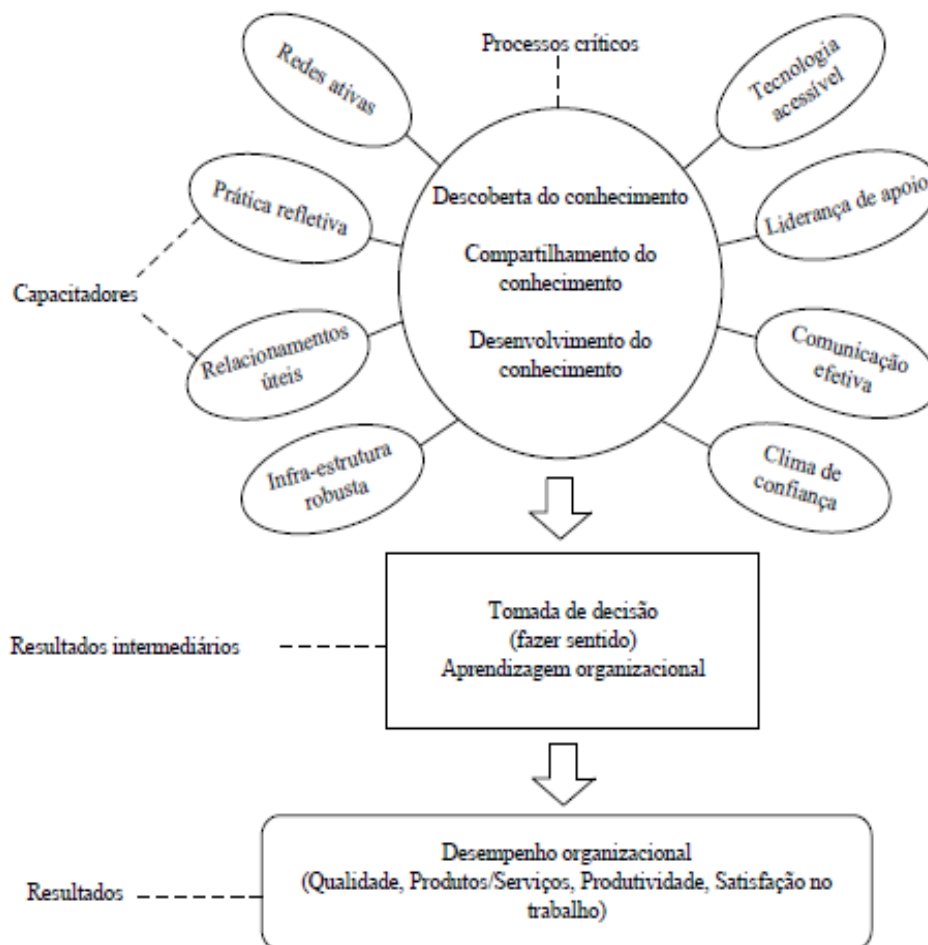 Processos críticos
Redes ativas
Tecnologia
acessível
Prática refletiva
Descoberta do conhecimento
Liderança de apoio
Compartilhamento do
conhecimento
Capacitadores
Relacionamentos
úteis
Desenvolvimento do
conhecimento
Comunicação
efetiva
Infra-estrutura
robusta
Clima de
confiança
Tomada de decisão
(fazer sentido)
Aprendizagem organizacional
Resultados intermediários
Desempenho organizacional
(Qualidade, Produtos/Serviços, Produtividade, Satisfação no
trabalho)
Resultados